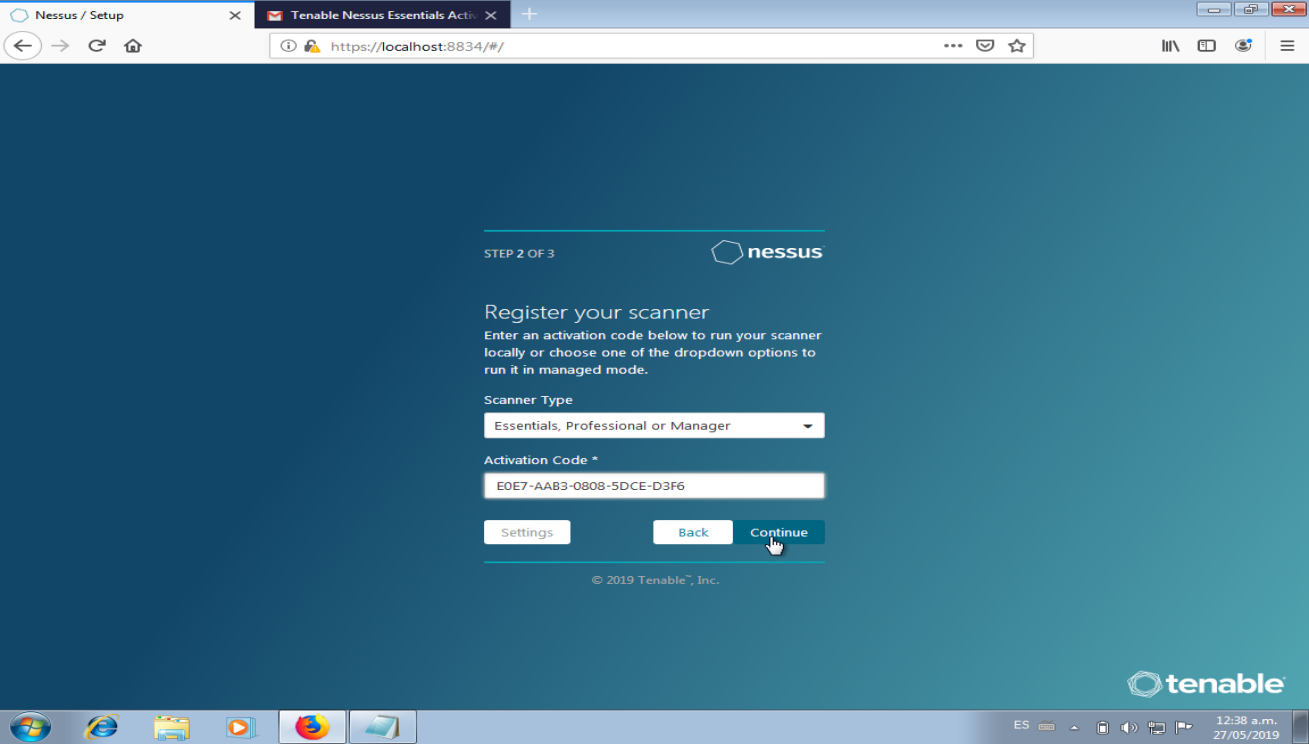 Nessus / Setup
Tenable Nessus Essentials Activ
https://localhost:8834/#/
STEP 2 OF 3
nessus
Register your scanner
Enter an activation code below to run your scanner
locally or choose one of the dropdown options to
run it in managed mode.
Scanner Type
Essentials, Professional or Manager
Activation Code *
E0E7-AAB3-0808-5DCE-D3F6
Settings
Back
Continue
© 2019 Tenable™, Inc.
tenable
ES
12:38 a.m.
27/05/2019